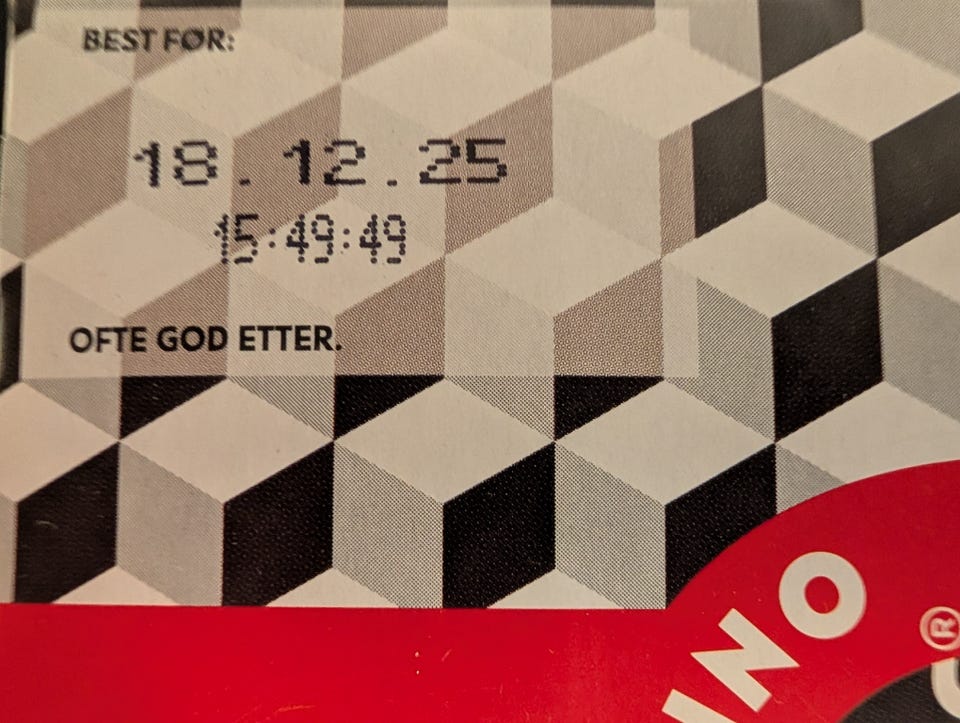 BEST FØR:
18.12.25
15:49:49
OFTE GOD ETTER.
INO
®